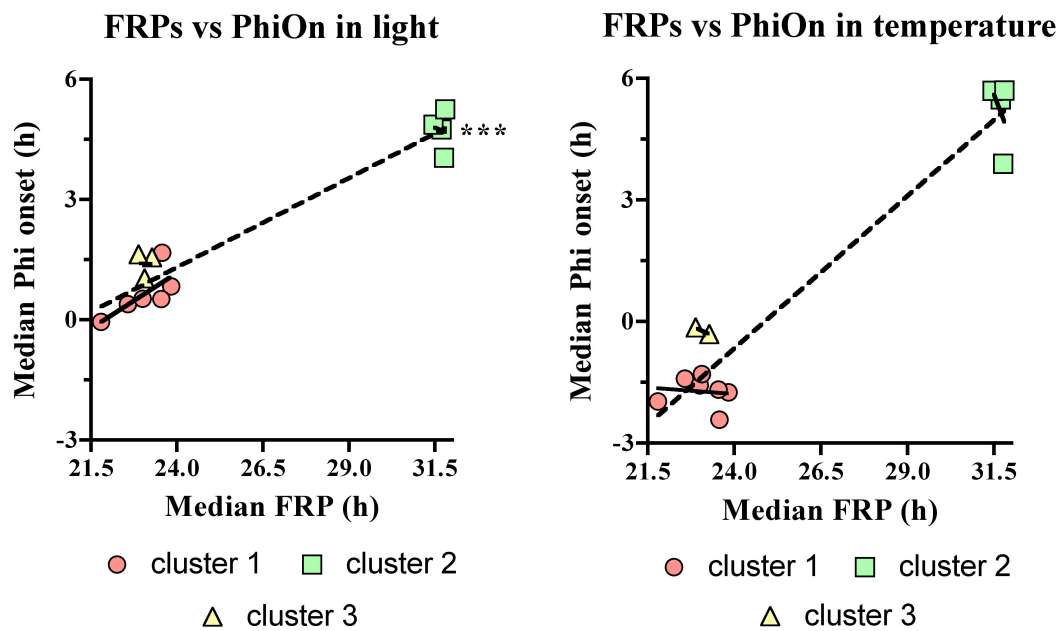 FRPs vs PhiOn in light
Median Phi onset (h)
6
3
0
-3
***
21.5 24.0 26.5 29.0 31.5
Median FRP (h)
cluster 1 cluster 2
cluster 3
FRPs vs PhiOn in temperature
Median Phi onset (h)
6
3
0
-3
21.5 24.0 26.5 29.0 31.5
Median FRP (h)
cluster 1 cluster 2
cluster 3